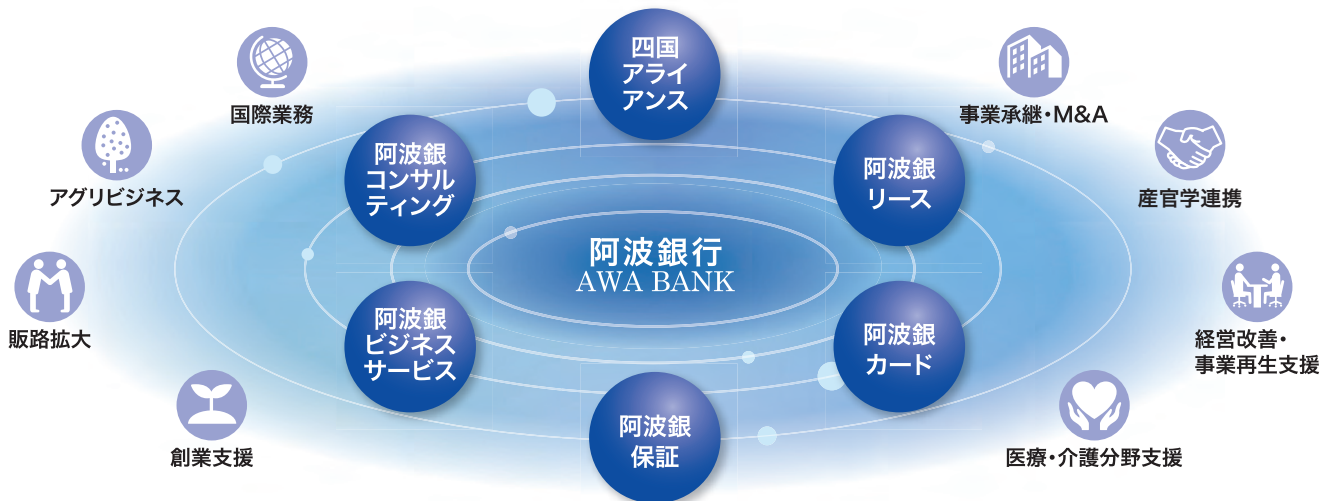 四国
アライ
アンス
国際業務
事業承継・M&A
阿波銀
コンサル
ティング
阿波銀
リース
アグリビジネス
産官学連携
阿波銀行
AWA BANK
販路拡大
阿波銀
ビジネス
サービス
阿波銀
カード
経営改善・
事業再生支援
創業支援
阿波銀
保証
医療・介護分野支援